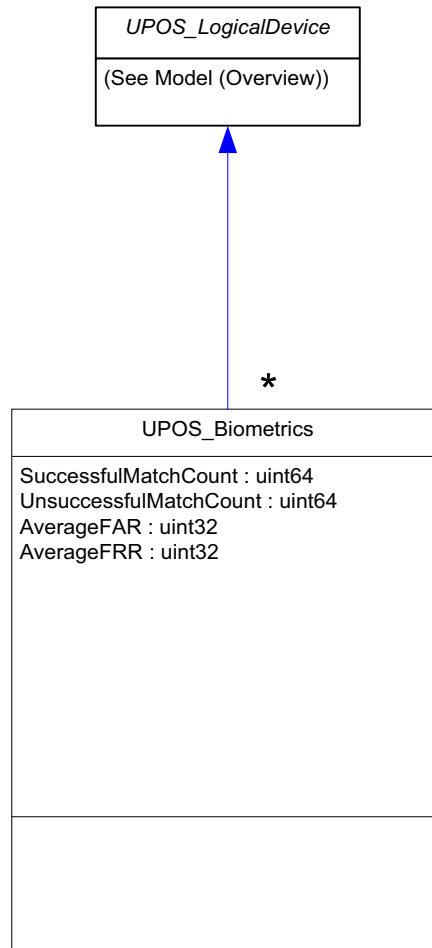 UPOS_LogicalDevice
(See Model (Overview))
*
UPOS_Biometrics
SuccessfulMatchCount : uint64
UnsuccessfulMatchCount : uint64
AverageFAR : uint32
AverageFRR : uint32